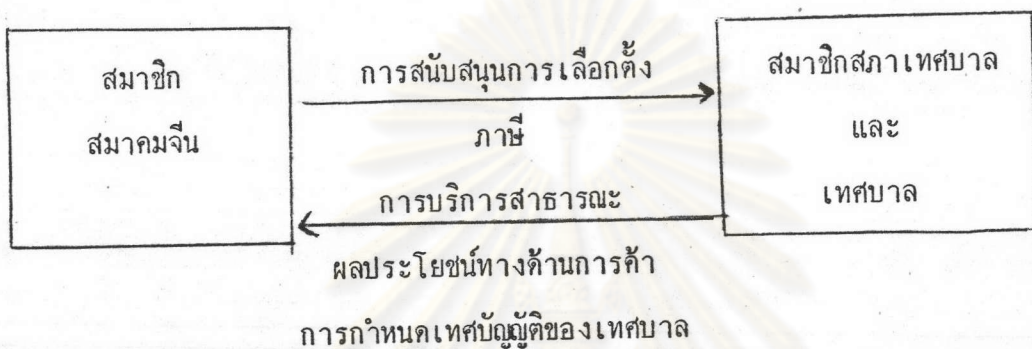 สมาชิก
สมาคมจีน
การสนับสนุนการเลือกตั้ง
ภาษี
การบริการสาธารณะ
ผลประโยชน์ทางด้านการค้า
การกำหนดเทศบัญญัติของเทศบาล
สมาชิกสภาเทศบาล
และ
เทศบาล